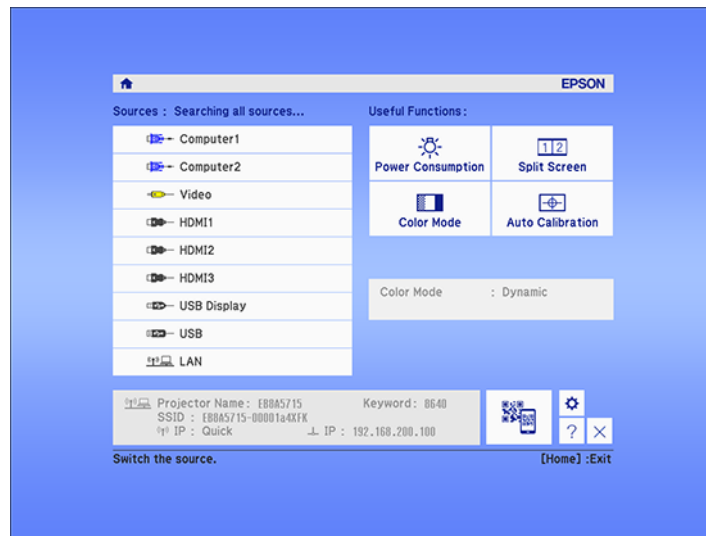 EPSON
Sources : Searching all sources...
Computer1
Computer2
Video
HDMI1
HDMI2
HDMI3
USB Display
USB
LAN
Useful Functions :
Power Consumption
1 2
Split Screen
Color Mode
Auto Calibration
Color Mode : Dynamic
Projector Name : EB8A5715 Keyword : 8640
SSID : EB8A5715-00001a4XFK
IP : Quick IP : 192.168.200.100
?
Switch the source. [Home] :Exit